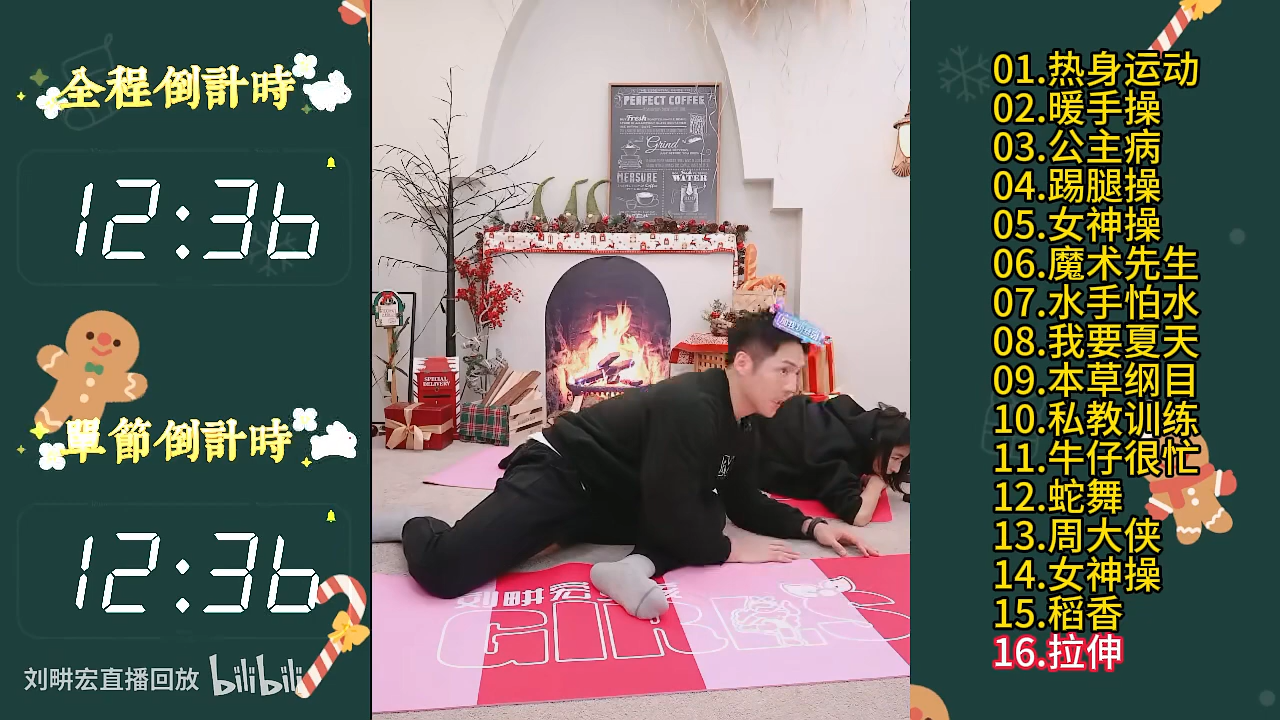 全程倒計時
12:36
單節倒計時
12:36
刘畊宏直播回放 bilibili
PERFECT COFFEE
Fresh
Grind
MERSURE
WATER
SPECIAL
DELIVERY
刘畊宏
GIRLS
01.热身运动
02.暖手操
03.公主病
04.踢腿操
05.女神操
06.魔术先生
07.水手怕水
08.我要夏天
09.本草纲目
10.私教训练
11.牛仔很忙
12.蛇舞
13.周大侠
14.女神操
15.稻香
16.拉伸